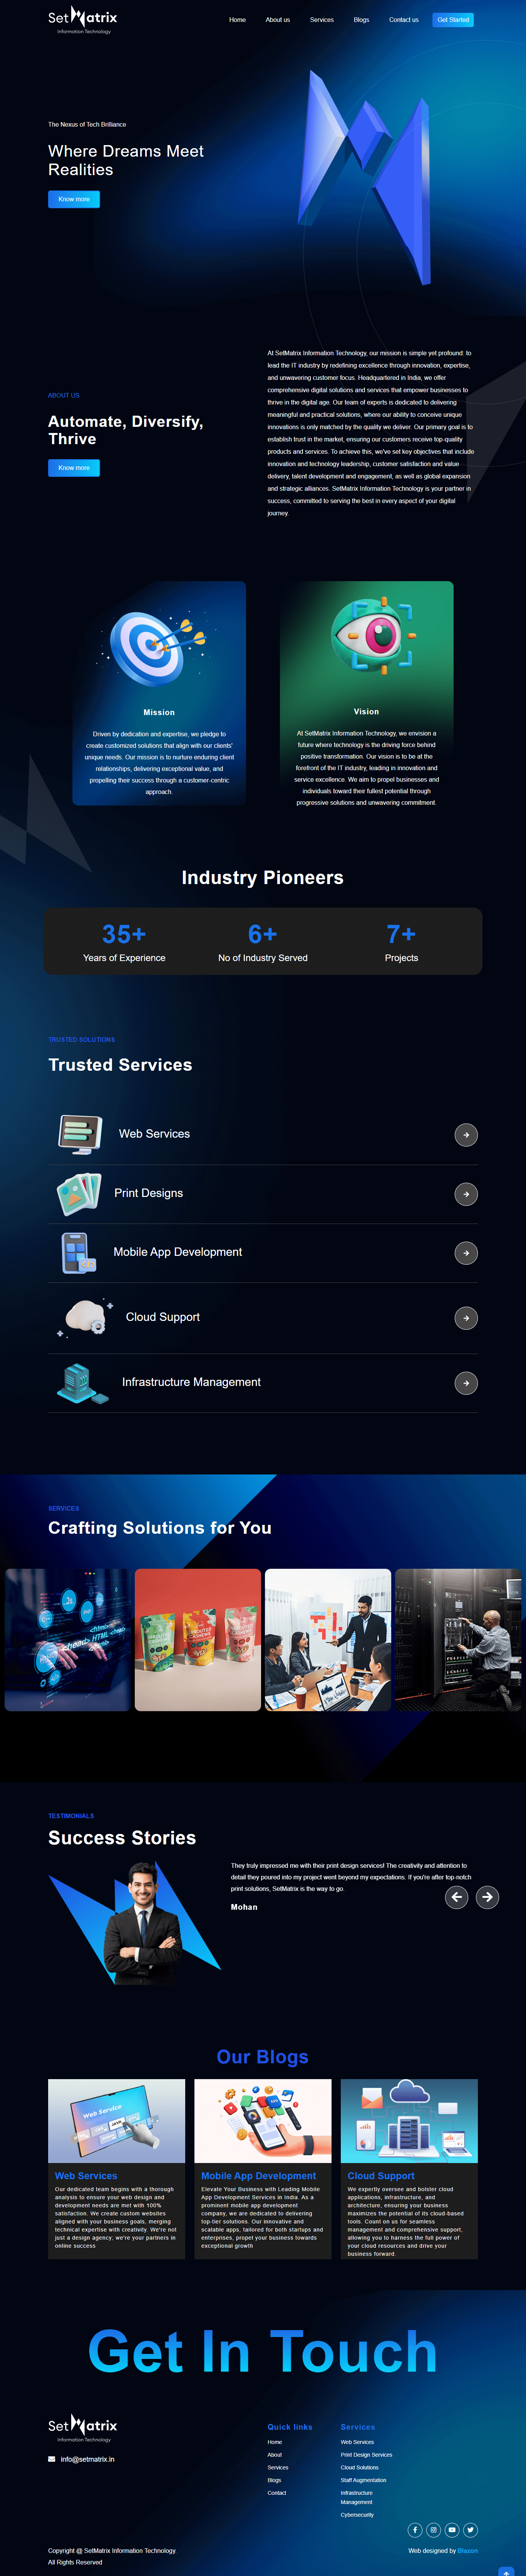 SetMatrix
Information Technology
Home
About us
Services
Blogs
Contact us
Get Started
The Nexus of Tech Brilliance
Where Dreams Meet
Realities
Know more
ABOUT US
Automate, Diversify,
Thrive
Know more
At SetMatrix Information Technology, our mission is simple yet profound: to
lead the IT industry by redefining excellence through innovation, expertise,
and unwavering customer focus. Headquartered in India, we offer
comprehensive digital solutions and services that empower businesses to
thrive in the digital age. Our team of experts is dedicated to delivering
meaningful and practical solutions, where our ability to conceive unique
innovations is only matched by the quality we deliver. Our primary goal is to
establish trust in the market, ensuring our customers receive top-quality
products and services. To achieve this, we've set key objectives that include
innovation and technology leadership, customer satisfaction and value
delivery, talent development and engagement, as well as global expansion
and strategic alliances. SetMatrix Information Technology is your partner in
success, committed to serving the best in every aspect of your digital
journey.
Mission
Driven by dedication and expertise, we pledge to
create customized solutions that align with our clients'
unique needs. Our mission is to nurture enduring client
relationships, delivering exceptional value, and
propelling their success through a customer-centric
approach.
Vision
At SetMatrix Information Technology, we envision a
future where technology is the driving force behind
positive transformation. Our vision is to be at the
forefront of the IT industry, leading in innovation and
service excellence. We aim to propel businesses and
individuals toward their fullest potential through
progressive solutions and unwavering commitment.
Industry Pioneers
35+
Years of Experience
6+
No of Industry Served
7+
Projects
TRUSTED SOLUTIONS
Trusted Services
Web Services
Print Designs
Mobile App Development
Cloud Support
Infrastructure Management
SERVICES
Crafting Solutions for You
JS
PHP
<html>
<head>
HTML
TESTIMONIALS
Success Stories
They truly impressed me with their print design services! The creativity and attention to
detail they poured into my project went beyond my expectations. If you're after top-notch
print solutions, SetMatrix is the way to go.
Mohan
Our Blogs
Web Service
JAVA
Web Services
Our dedicated team begins with a thorough
analysis to ensure your web design and
development needs are met with 100%
satisfaction. We create custom websites
aligned with your business goals, merging
technical expertise with creativity. We're not
just a design agency; we're your partners in
online success
Mobile App Development
Elevate Your Business with Leading Mobile
App Development Services in India. As a
prominent mobile app development
company, we are dedicated to delivering
top-tier solutions. Our innovative and
scalable apps, tailored for both startups and
enterprises, propel your business towards
exceptional growth
Cloud Support
We expertly oversee and bolster cloud
applications, infrastructure, and
architecture, ensuring your business
maximizes the potential of its cloud-based
tools. Count on us for seamless
management and comprehensive support,
allowing you to harness the full power of
your cloud resources and drive your
business forward.
Get In Touch
SetMatrix
Information Technology
info@setmatrix.in
Quick links
Home
About
Services
Blogs
Contact
Services
Web Services
Print Design Services
Cloud Solutions
Staff Augmentation
Infrastructure
Management
Cybersecurity
Copyright @ SetMatrix Information Technology.
All Rights Reserved
Web designed by Blazon